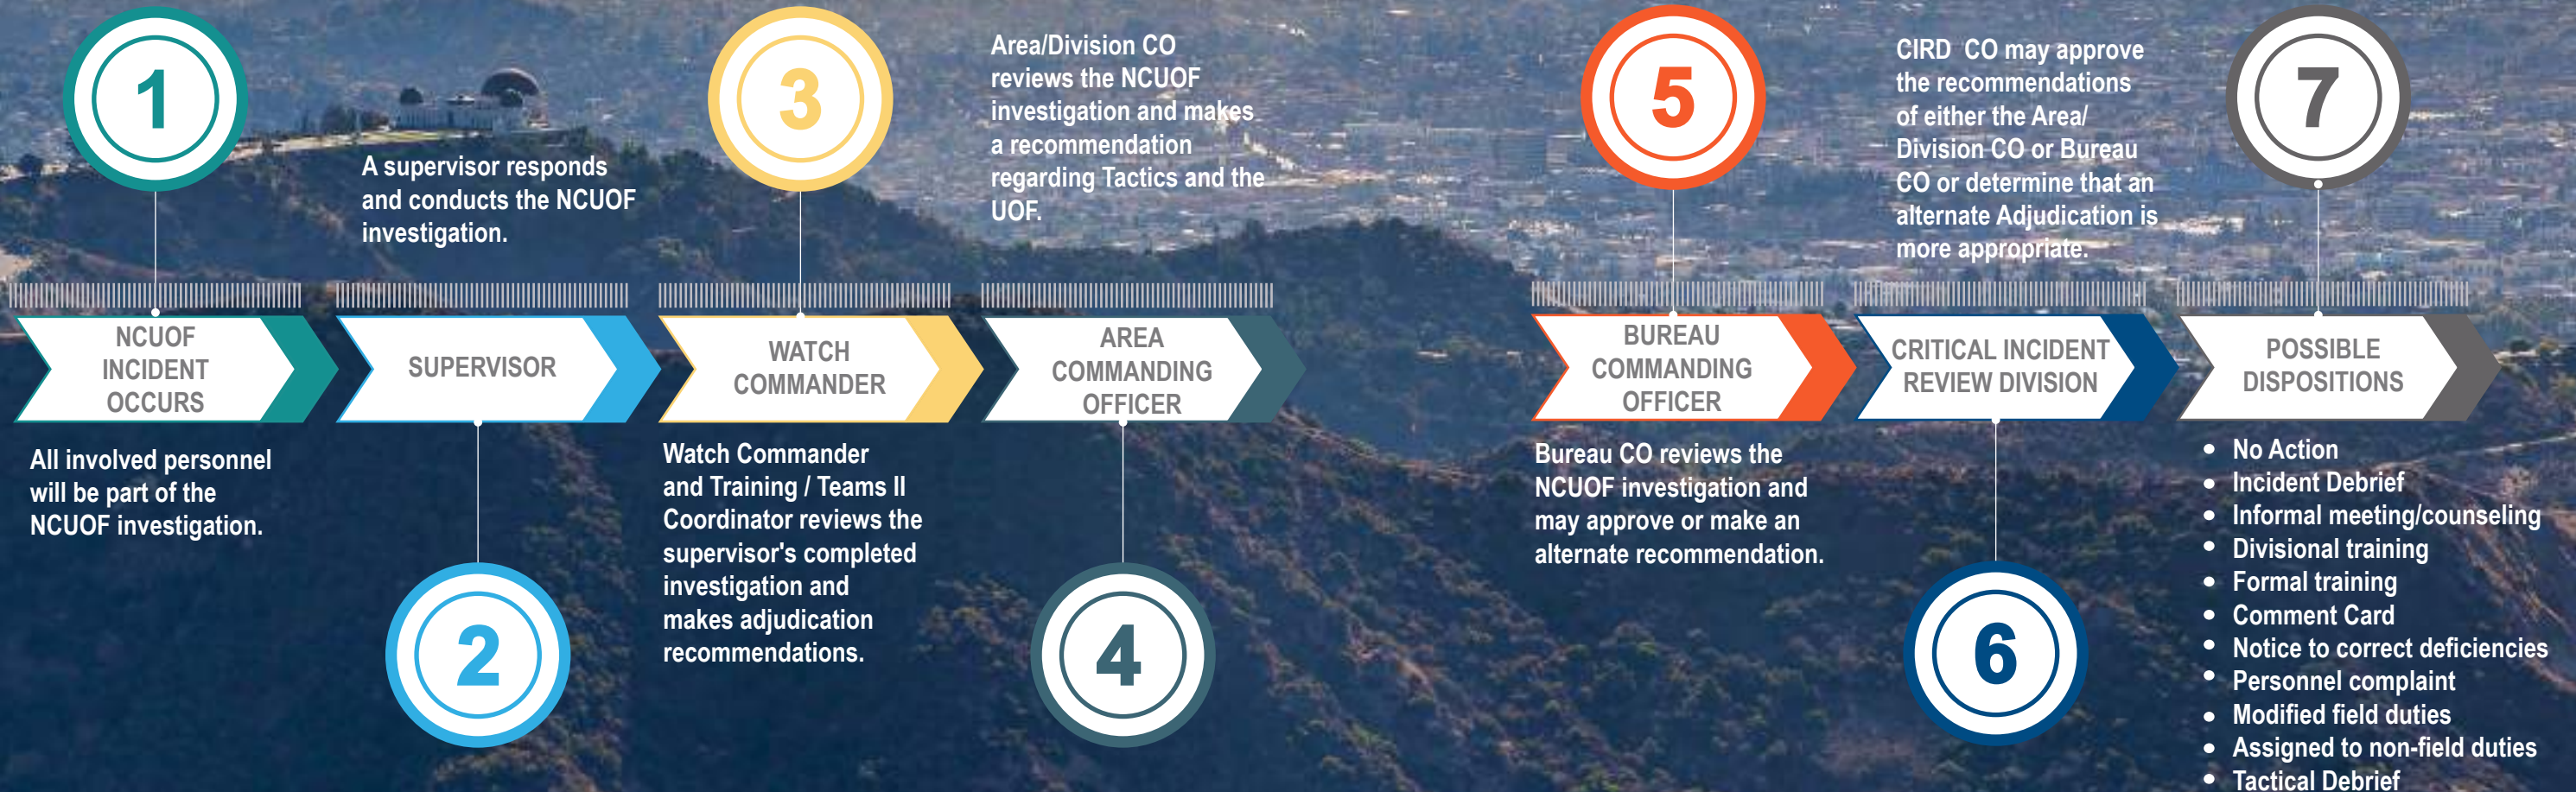 1
NCUOF
INCIDENT
OCCURS
All involved personnel
will be part of the
NCUOF investigation.
A supervisor responds
and conducts the NCUOF
investigation.
SUPERVISOR
2
3
WATCH
COMMANDER
Watch Commander
and Training / Teams II
Coordinator reviews the
supervisor's completed
investigation and
makes adjudication
recommendations.
Area/Division CO
reviews the NCUOF
investigation and makes
a recommendation
regarding Tactics and the
UOF.
AREA
COMMANDING
OFFICER
4
5
BUREAU
COMMANDING
OFFICER
Bureau CO reviews the
NCUOF investigation and
may approve or make an
alternate recommendation.
CIRD CO may approve
the recommendations
of either the Area/
Division CO or Bureau
CO or determine that an
alternate Adjudication is
more appropriate.
CRITICAL INCIDENT
REVIEW DIVISION
6
7
POSSIBLE
DISPOSITIONS
• No Action
• Incident Debrief
• Informal meeting/counseling
• Divisional training
• Formal training
• Comment Card
• Notice to correct deficiencies
• Personnel complaint
• Modified field duties
• Assigned to non-field duties
• Tactical Debrief